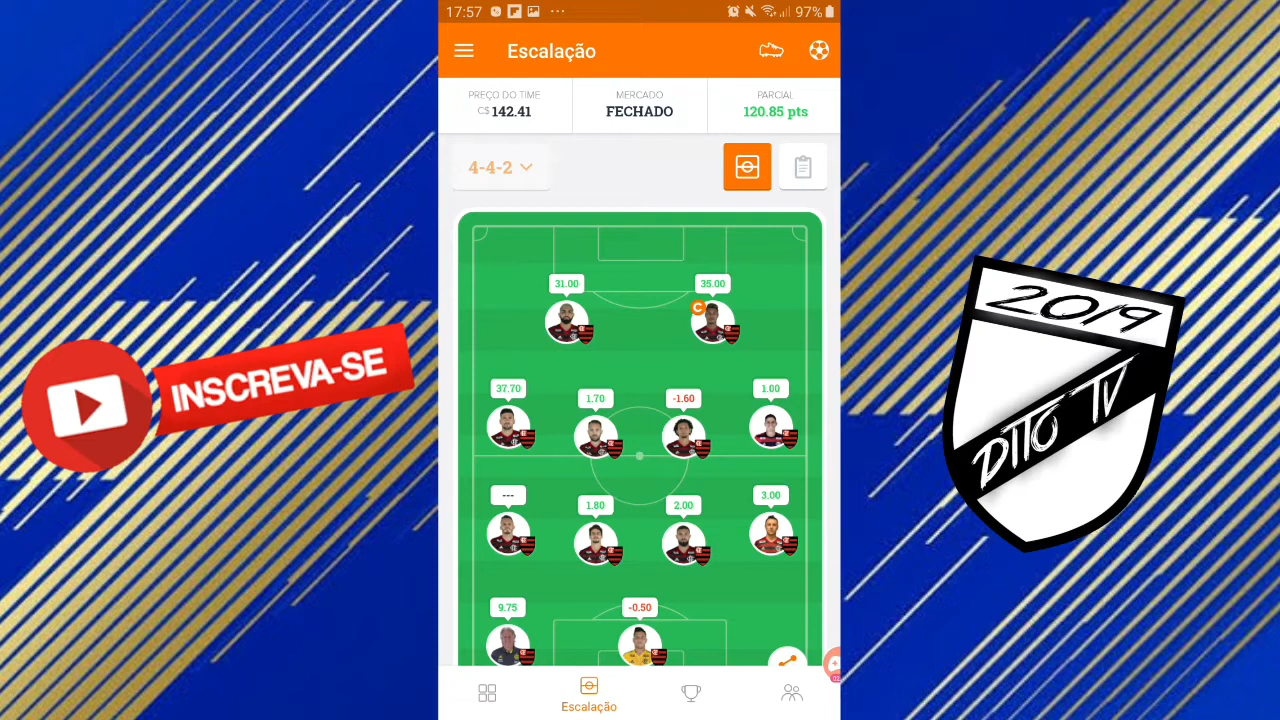 17:57
97%
Escalação
PREÇO DO TIME
C$ 142.41
MERCADO
FECHADO
PARCIAL
120.85 pts
4-4-2
31.00
35.00
C
37.70
1.70
-1.60
1.00
---
1.80
2.00
3.00
9.75
-0.50
Escalação
INSCREVA-SE
2019
DITO TV